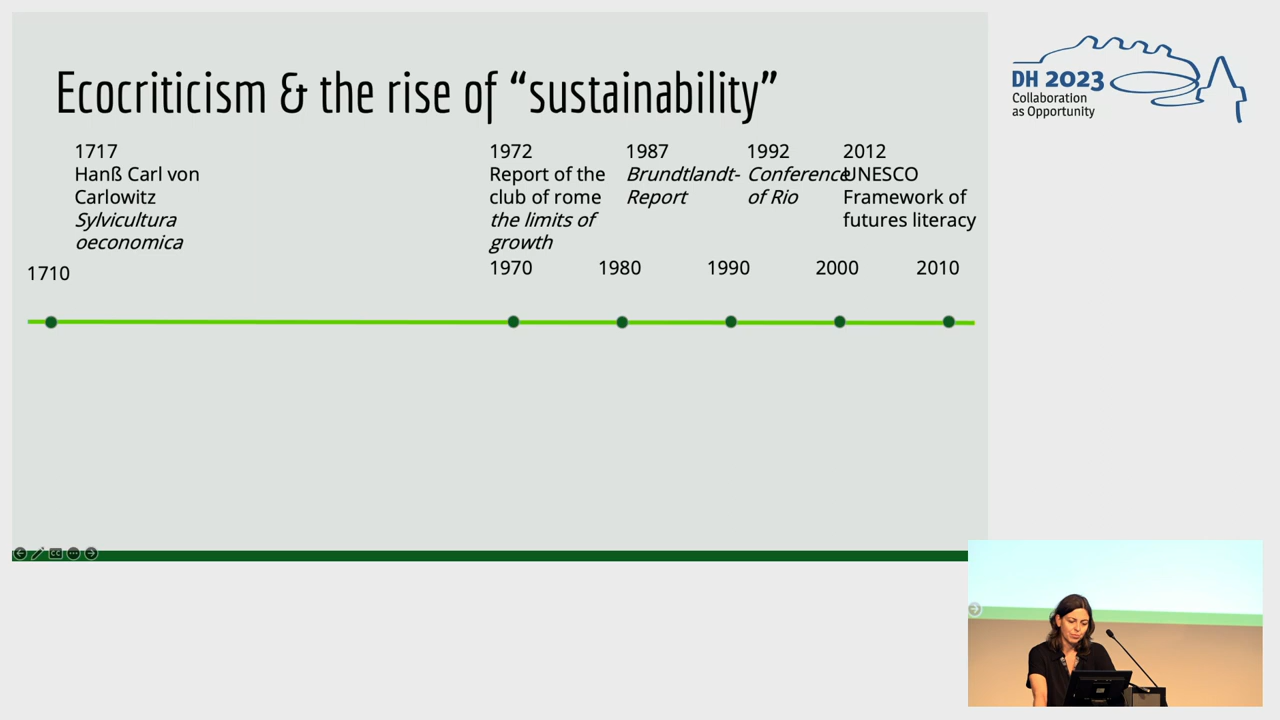 Ecocriticism & the rise of “sustainability”
1717
Hanß Carl von
Carlowitz
Sylvicultura
oeconomica
1972
Report of the
club of rome
the limits of
growth
1987
Brundtlandt-
Report
1992
Conference
of Rio
2012
UNESCO
Framework of
futures literacy
1710
1970
1980
1990
2000
2010
DH 2023
Collaboration
as Opportunity
CC